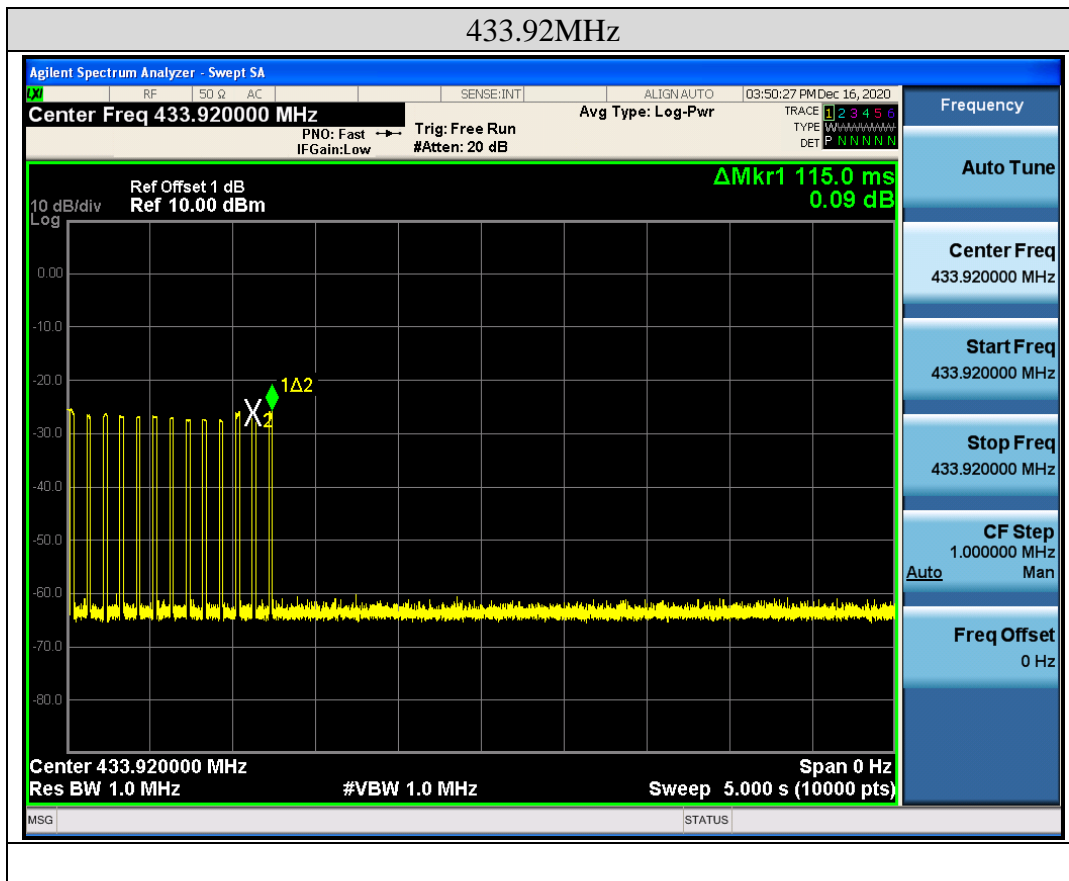 433.92MHz
Agilent Spectrum Analyzer - Swept SA
LXI RF 50 Ω AC SENSE:INT ALIGN AUTO 03:50:27 PM Dec 16, 2020
Center Freq 433.920000 MHz
PNO: Fast
IFGain:Low
Trig: Free Run
#Atten: 20 dB
Avg Type: Log-Pwr
TRACE 1 2 3 4 5 6
TYPE
DET P N N N N N
Frequency
Auto Tune
Center Freq
433.920000 MHz
Start Freq
433.920000 MHz
Stop Freq
433.920000 MHz
CF Step
1.000000 MHz
Auto Man
Freq Offset
0 Hz
ΔMkr1 115.0 ms
0.09 dB
Ref Offset 1 dB
10 dB/div Ref 10.00 dBm
Log
0.00
-10.0
-20.0
-30.0
-40.0
-50.0
-60.0
-70.0
-80.0
1Δ2
X2
Center 433.920000 MHz Span 0 Hz
Res BW 1.0 MHz #VBW 1.0 MHz Sweep 5.000 s (10000 pts)
MSG STATUS